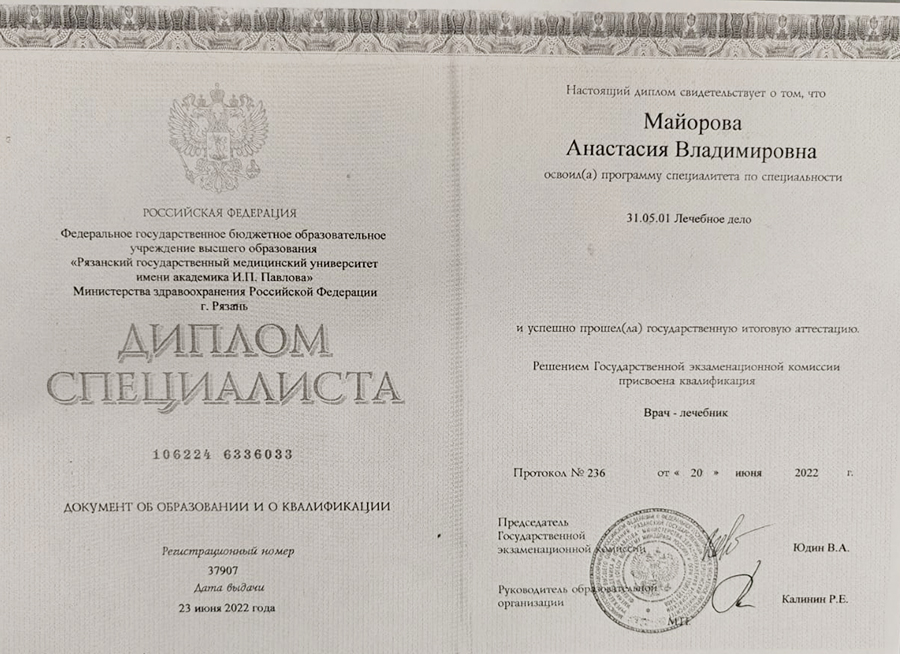 РОССИЙСКАЯ ФЕДЕРАЦИЯ
Федеральное государственное бюджетное образовательное
учреждение высшего образования
«Рязанский государственный медицинский университет
имени академика И.П. Павлова»
Министерства здравоохранения Российской Федерации
г. Рязань
ДИПЛОМ
СПЕЦИАЛИСТА
106224 6336033
ДОКУМЕНТ ОБ ОБРАЗОВАНИИ И О КВАЛИФИКАЦИИ
Регистрационный номер
37907
Дата выдачи
23 июня 2022 года
Настоящий диплом свидетельствует о том, что
Майорова
Анастасия Владимировна
освоил(а) программу специалитета по специальности
31.05.01 Лечебное дело
и успешно прошел(ла) государственную итоговую аттестацию.
Решением Государственной экзаменационной комиссии
присвоена квалификация
Врач - лечебник
Протокол № 236 от « 20 » июня 2022 г.
Председатель
Государственной
экзаменационной комиссии
Юдин В.А.
Руководитель образовательной
организации
Калинин Р.Е.
М.П.